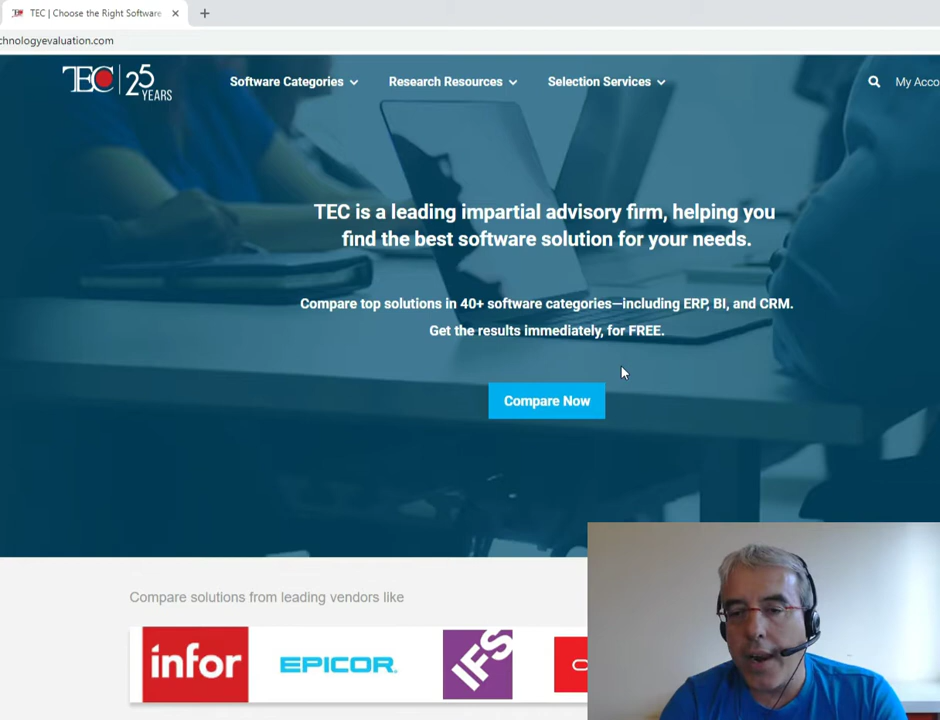 TEC | Choose the Right Software
chnologyevaluation.com
TEC 25 YEARS
Software Categories
Research Resources
Selection Services
My Acco
TEC is a leading impartial advisory firm, helping you
find the best software solution for your needs.
Compare top solutions in 40+ software categories—including ERP, BI, and CRM.
Get the results immediately, for FREE.
Compare Now
Compare solutions from leading vendors like
infor
EPICOR
IFS